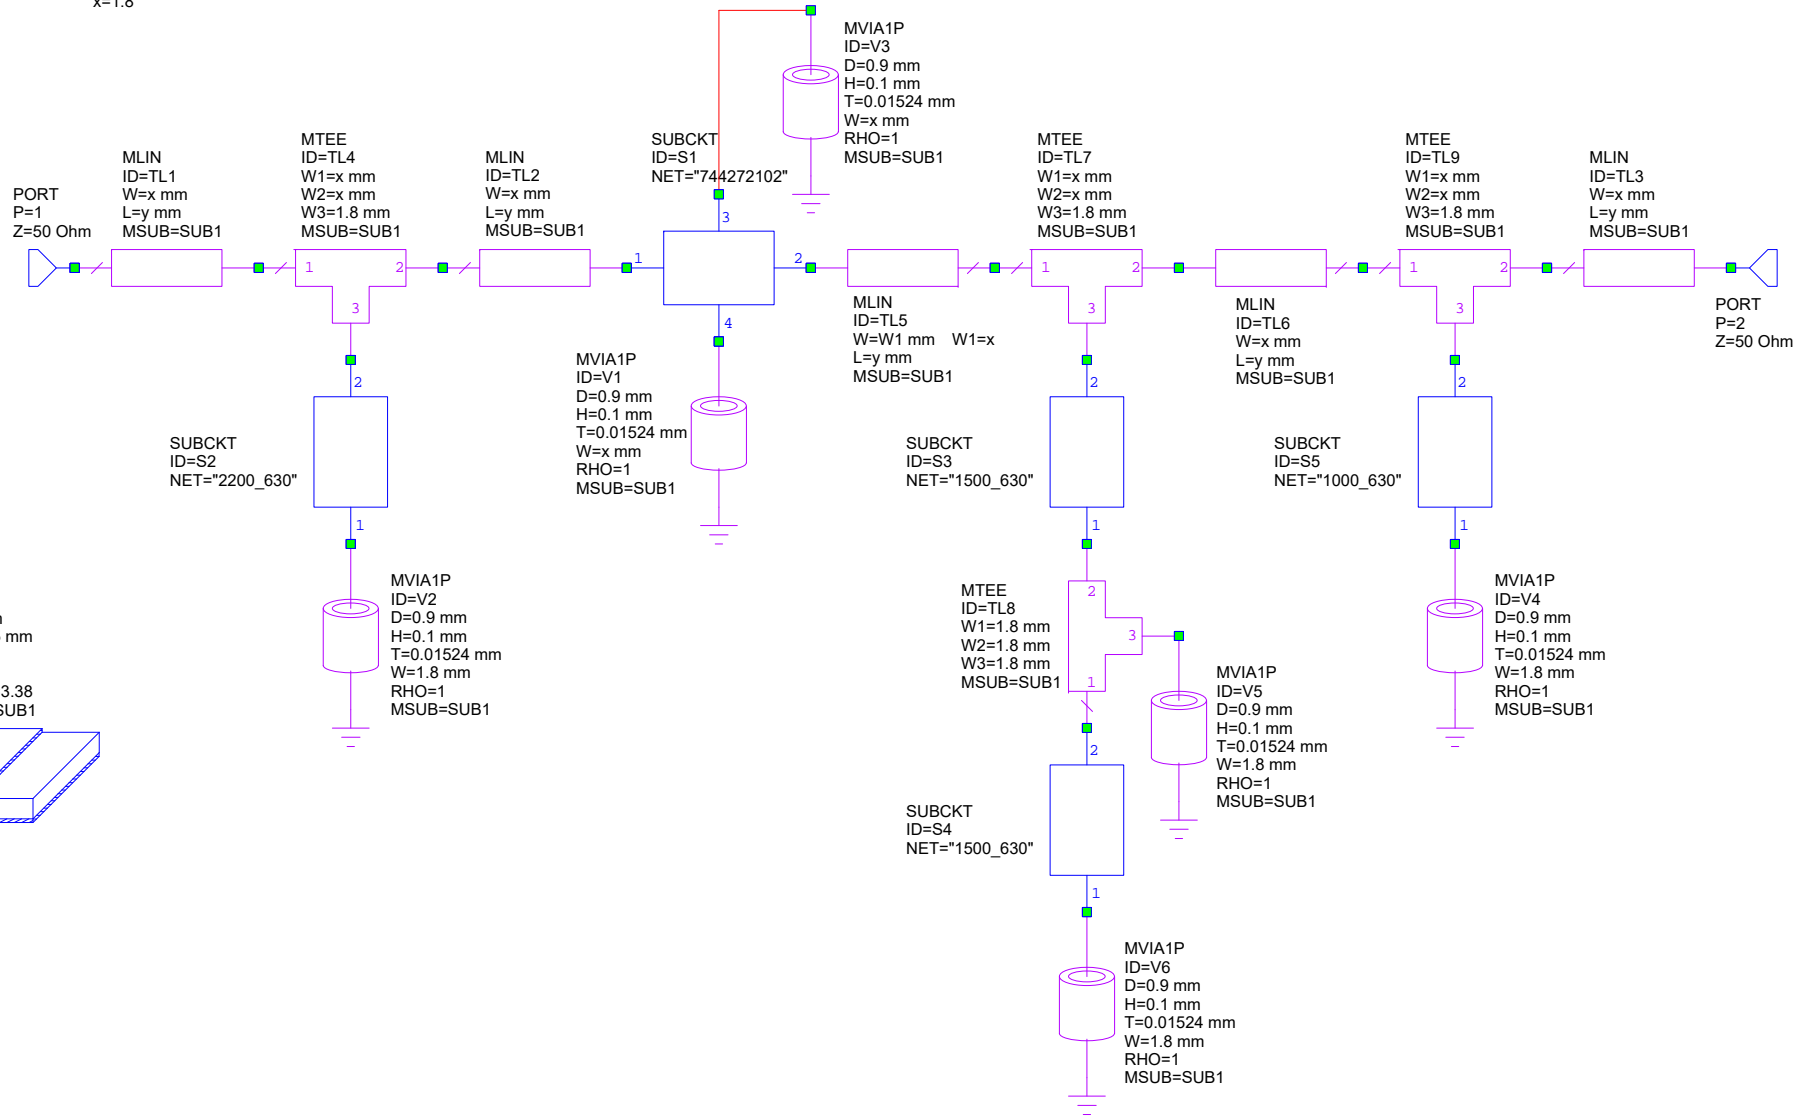 x=1.8
MVIA1P
ID=V3
D=0.9 mm
H=0.1 mm
T=0.01524 mm
W=x mm
RHO=1
MSUB=SUB1
PORT
P=1
Z=50 Ohm
MLIN
ID=TL1
W=x mm
L=y mm
MSUB=SUB1
MTEE
ID=TL4
W1=x mm
W2=x mm
W3=1.8 mm
MSUB=SUB1
1
2
3
MLIN
ID=TL2
W=x mm
L=y mm
MSUB=SUB1
SUBCKT
ID=S1
NET="744272102"
3
1
2
4
MLIN
ID=TL5
W=W1 mm W1=x
L=y mm
MSUB=SUB1
MTEE
ID=TL7
W1=x mm
W2=x mm
W3=1.8 mm
MSUB=SUB1
1
2
3
MLIN
ID=TL6
W=x mm
L=y mm
MSUB=SUB1
MTEE
ID=TL9
W1=x mm
W2=x mm
W3=1.8 mm
MSUB=SUB1
1
2
3
MLIN
ID=TL3
W=x mm
L=y mm
MSUB=SUB1
PORT
P=2
Z=50 Ohm
MVIA1P
ID=V1
D=0.9 mm
H=0.1 mm
T=0.01524 mm
W=x mm
RHO=1
MSUB=SUB1
SUBCKT
ID=S2
NET="2200_630"
2
1
SUBCKT
ID=S3
NET="1500_630"
2
1
SUBCKT
ID=S5
NET="1000_630"
2
1
MVIA1P
ID=V2
D=0.9 mm
H=0.1 mm
T=0.01524 mm
W=1.8 mm
RHO=1
MSUB=SUB1
MTEE
ID=TL8
W1=1.8 mm
W2=1.8 mm
W3=1.8 mm
MSUB=SUB1
2
3
1
MVIA1P
ID=V5
D=0.9 mm
H=0.1 mm
T=0.01524 mm
W=1.8 mm
RHO=1
MSUB=SUB1
MVIA1P
ID=V4
D=0.9 mm
H=0.1 mm
T=0.01524 mm
W=1.8 mm
RHO=1
MSUB=SUB1
mm
3.38
SUB1
SUBCKT
ID=S4
NET="1500_630"
2
1
MVIA1P
ID=V6
D=0.9 mm
H=0.1 mm
T=0.01524 mm
W=1.8 mm
RHO=1
MSUB=SUB1